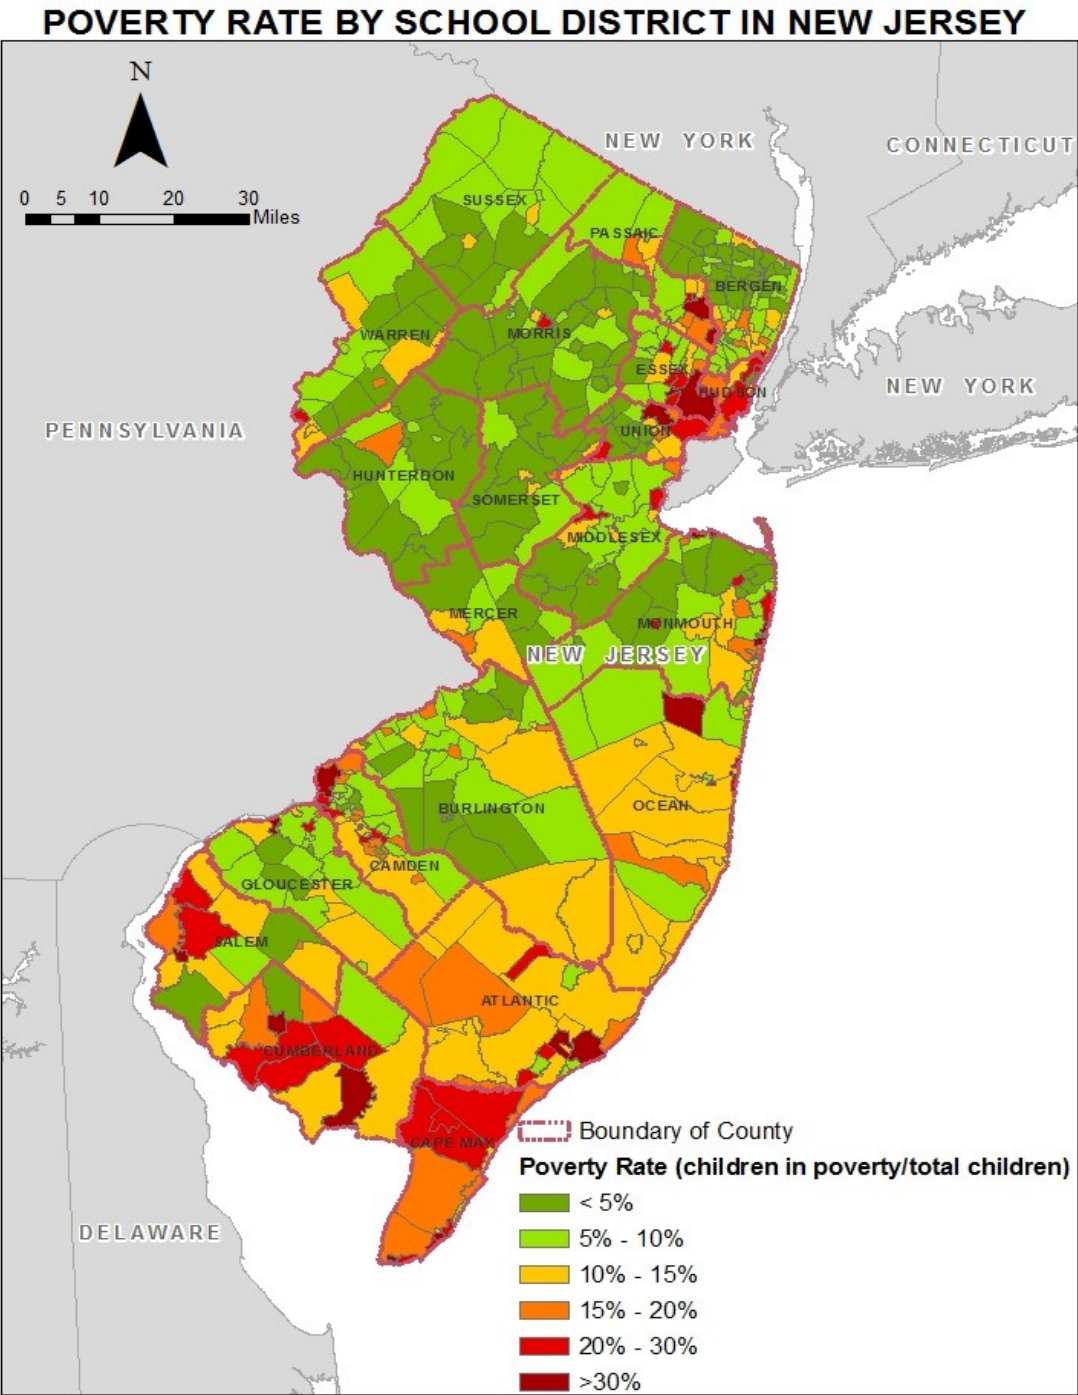 POVERTY RATE BY SCHOOL DISTRICT IN NEW JERSEY
N
NEW YORK
CONNECTICUT
0 5 10 20 30
Miles
SUSSEX
PASSAIC
BERGEN
WARREN
MORRIS
ESSEX
HUDSON
NEW YORK
PENNSYLVANIA
UNION
HUNTERDON
SOMERSET
MIDDLESEX
MERCER
MONMOUTH
NEW JERSEY
BURLINGTON
OCEAN
CAMDEN
GLOUCESTER
SALEM
ATLANTIC
CUMBERLAND
CAPE MAY
DELAWARE
Boundary of County
Poverty Rate (children in poverty/total children)
< 5%
5% - 10%
10% - 15%
15% - 20%
20% - 30%
>30%